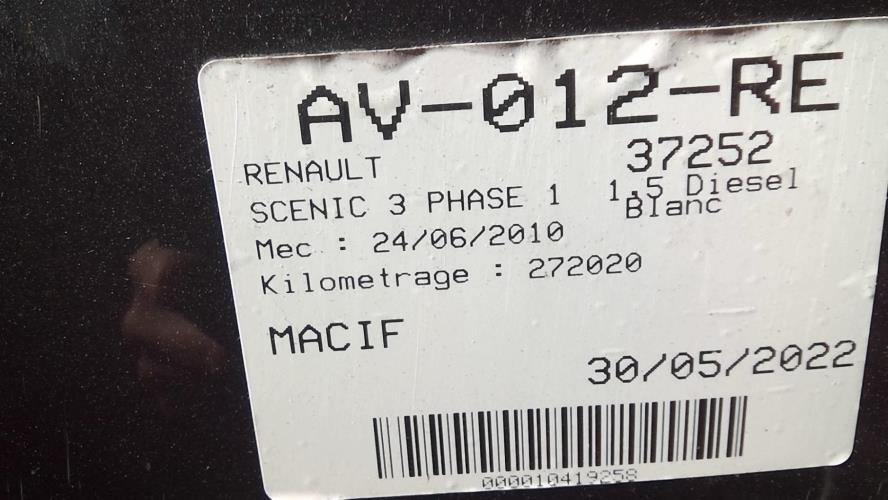 AV-012-RE
37252
RENAULT
SCENIC 3 PHASE 1 1.5 Diesel
Blanc
Mec : 24/06/2010
Kilometrage : 272020
MACIF
30/05/2022
000010419258